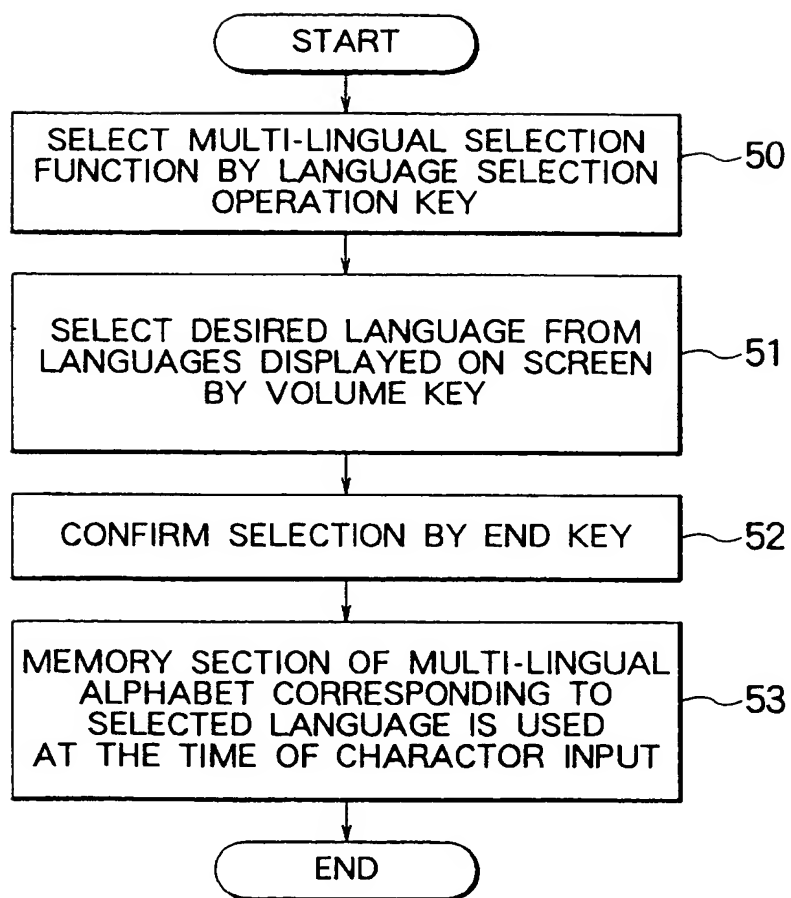 START
SELECT MULTI-LINGUAL SELECTION
FUNCTION BY LANGUAGE SELECTION
OPERATION KEY
50
SELECT DESIRED LANGUAGE FROM
LANGUAGES DISPLAYED ON SCREEN
BY VOLUME KEY
51
CONFIRM SELECTION BY END KEY
52
MEMORY SECTION OF MULTI-LINGUAL
ALPHABET CORRESPONDING TO
SELECTED LANGUAGE IS USED
AT THE TIME OF CHARACTOR INPUT
53
END